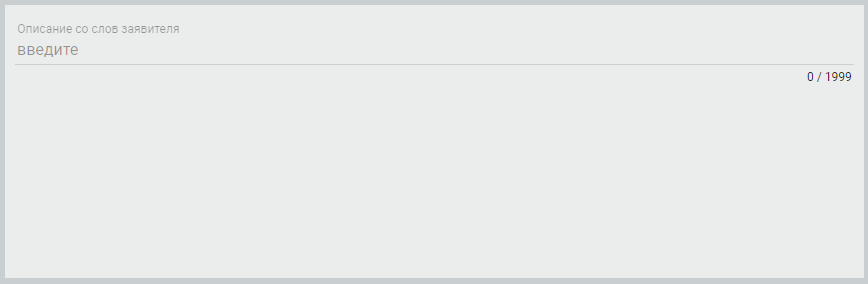 Описание со слов заявителя
введите
0 / 1999